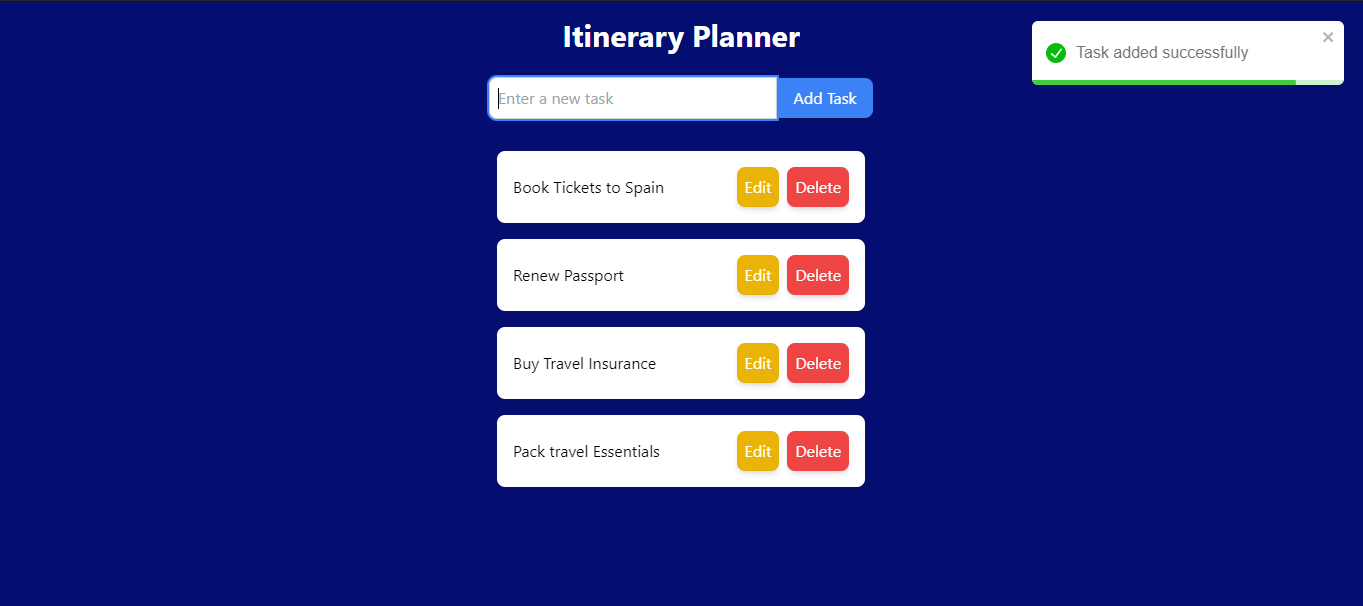 Itinerary Planner
Task added successfully
Enter a new task
Add Task
Book Tickets to Spain
Edit
Delete
Renew Passport
Edit
Delete
Buy Travel Insurance
Edit
Delete
Pack travel Essentials
Edit
Delete